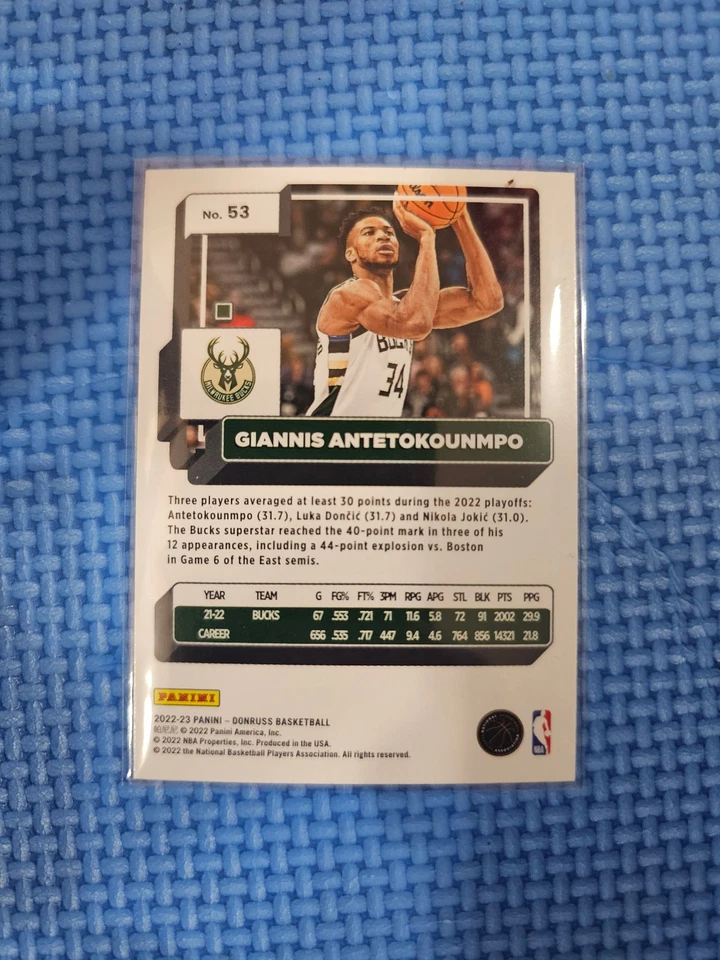 No. 53
BUCKS
34
MILWAUKEE BUCKS
GIANNIS ANTETOKOUNMPO
Three players averaged at least 30 points during the 2022 playoffs:
Antetokounmpo (31.7), Luka Dončić (31.7) and Nikola Jokić (31.0).
The Bucks superstar reached the 40-point mark in three of his
12 appearances, including a 44-point explosion vs. Boston
in Game 6 of the East semis.
YEAR TEAM G FG% FT% 3PM RPG APG STL BLK PTS PPG
21-22 BUCKS 67 .553 .721 71 11.6 5.8 72 91 2002 29.9
CAREER 656 .535 .717 447 9.4 4.6 764 856 14321 21.8
PANINI
2022-23 PANINI – DONRUSS BASKETBALL
© 2022 Panini America, Inc.
© 2022 NBA Properties, Inc. Produced in the USA.
© 2022 the National Basketball Players Association. All rights reserved.
NBA